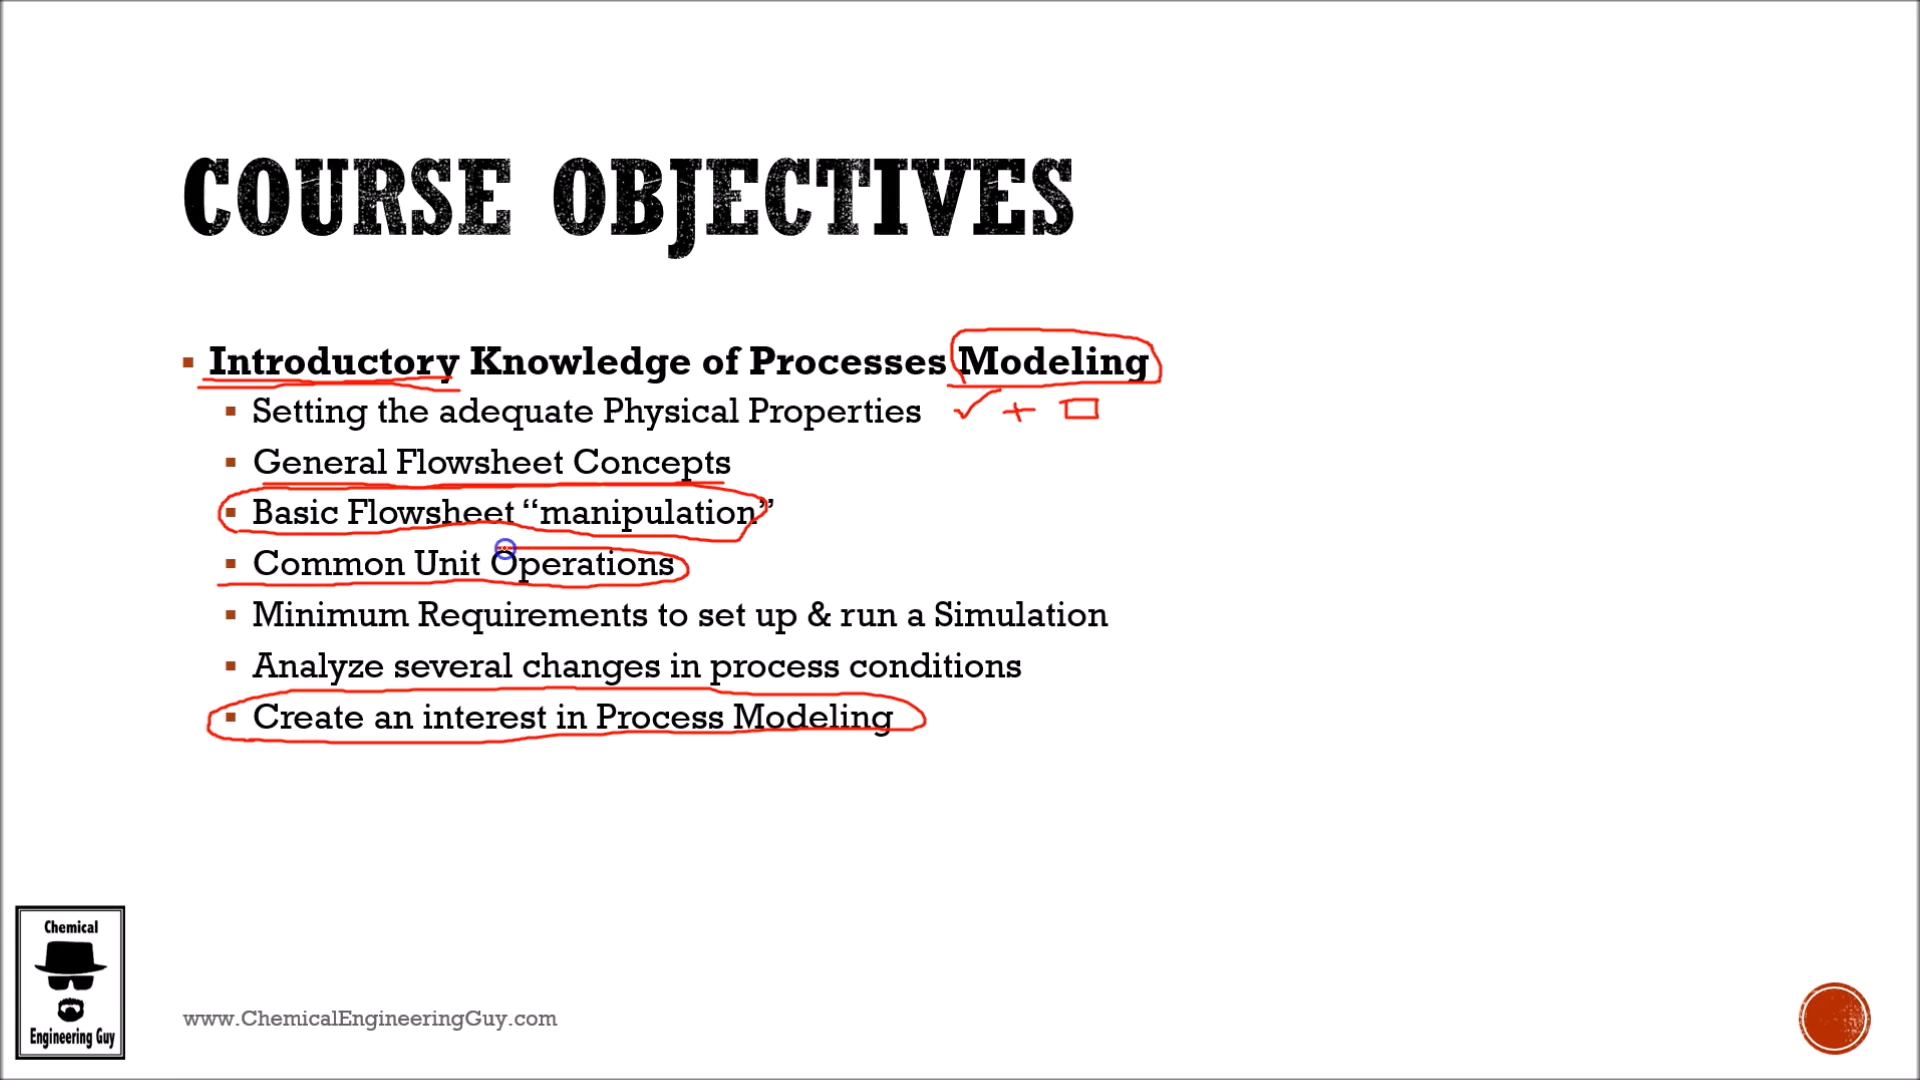 COURSE OBJECTIVES
Introductory Knowledge of Processes Modeling
Setting the adequate Physical Properties ✓ + □
General Flowsheet Concepts
Basic Flowsheet “manipulation”
Common Unit Operations
Minimum Requirements to set up & run a Simulation
Analyze several changes in process conditions
Create an interest in Process Modeling
Chemical
Engineering Guy
www.ChemicalEngineeringGuy.com